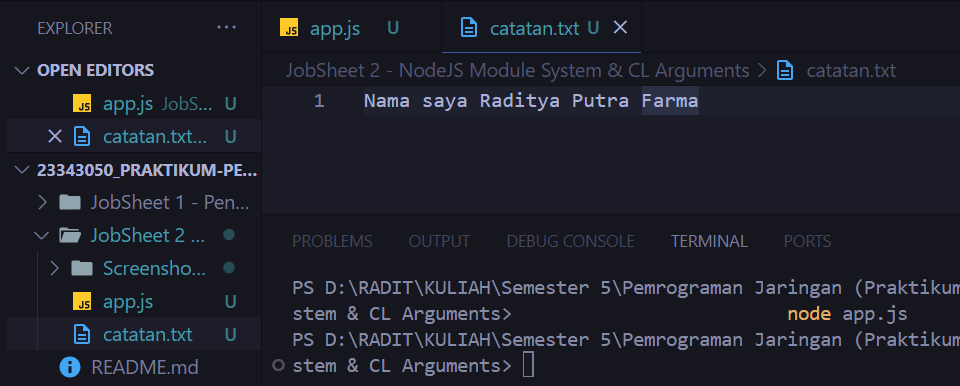 EXPLORER ...
OPEN EDITORS
JS app.js JobS... U
catatan.txt... U
23343050_PRAKTIKUM-PE...
JobSheet 1 - Pen...
JobSheet 2 ...
Screensho...
JS app.js U
catatan.txt U
README.md
JS app.js U catatan.txt U
JobSheet 2 - NodeJS Module System & CL Arguments > catatan.txt
1 Nama saya Raditya Putra Farma
PROBLEMS OUTPUT DEBUG CONSOLE TERMINAL PORTS
PS D:\RADIT\KULIAH\Semester 5\Pemrograman Jaringan (Praktikum
stem & CL Arguments> node app.js
PS D:\RADIT\KULIAH\Semester 5\Pemrograman Jaringan (Praktikum
stem & CL Arguments>